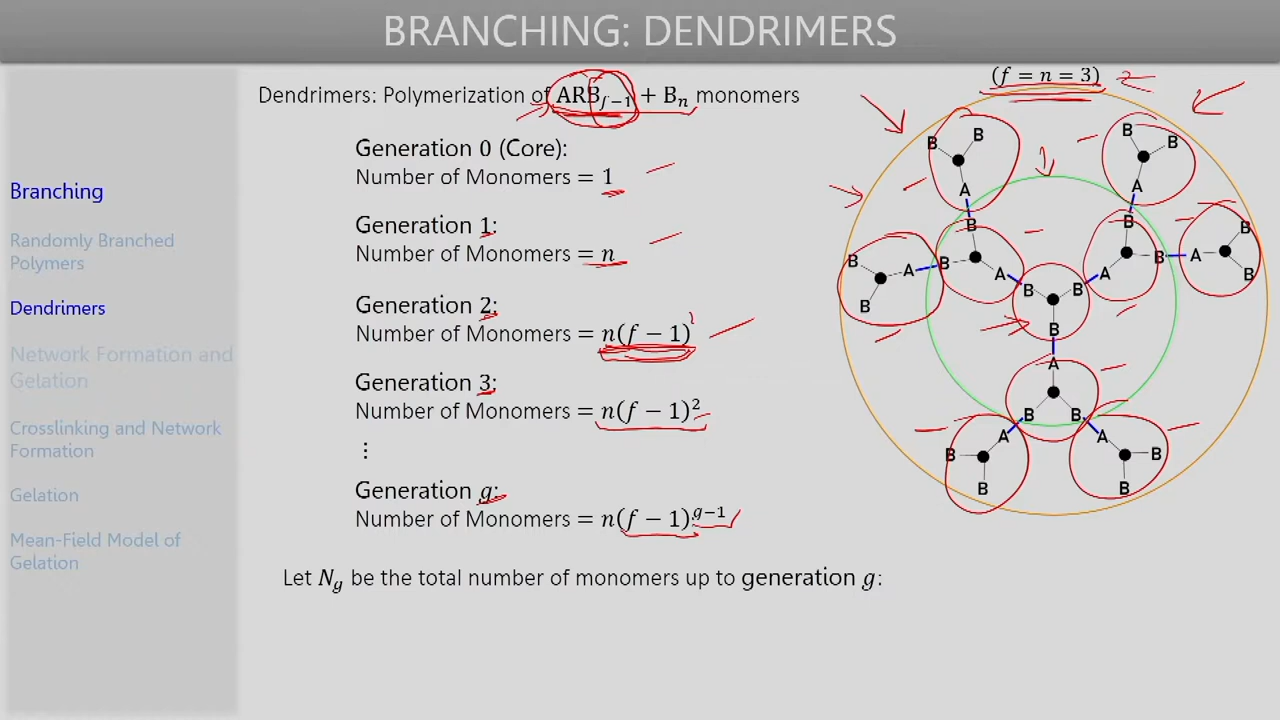 BRANCHING: DENDRIMERS
Branching
Randomly Branched
Polymers
Dendrimers
Network Formation and
Gelation
Crosslinking and Network
Formation
Gelation
Mean-Field Model of
Gelation
Dendrimers: Polymerization of ARB_{f−1} + B_n monomers
Generation 0 (Core):
Number of Monomers = 1
Generation 1:
Number of Monomers = n
Generation 2:
Number of Monomers = n(f − 1)^1
Generation 3:
Number of Monomers = n(f − 1)^2
⋮
Generation g:
Number of Monomers = n(f − 1)^{g−1}
Let N_g be the total number of monomers up to generation g:
(f = n = 3)
B B B B
A A
B B B
B A B A A B A B A B
B B B B
B
A
B B
A A
B B
B B